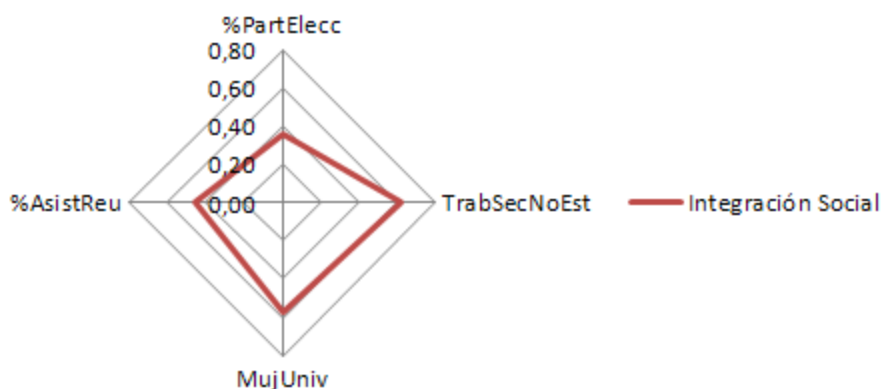 %PartElecc
0,80
0,60
0,40
0,20
0,00
%AsistReu
TrabSecNoEst
Integración Social
MujUniv